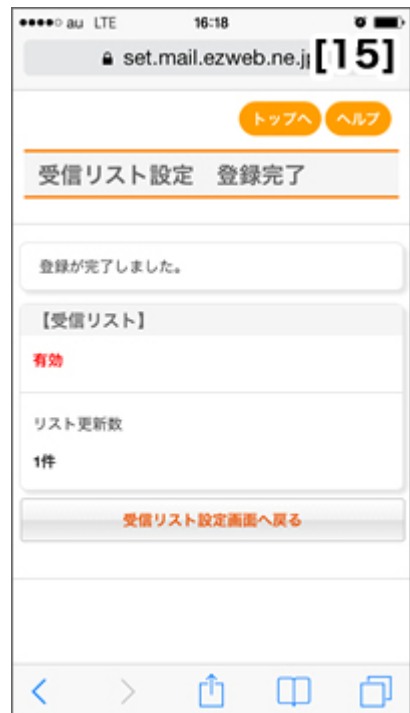 au LTE 16:18
set.mail.ezweb.ne.j
[15]
トップへ ヘルプ
受信リスト設定 登録完了
登録が完了しました。
【受信リスト】
有効
リスト更新数
1件
受信リスト設定画面へ戻る